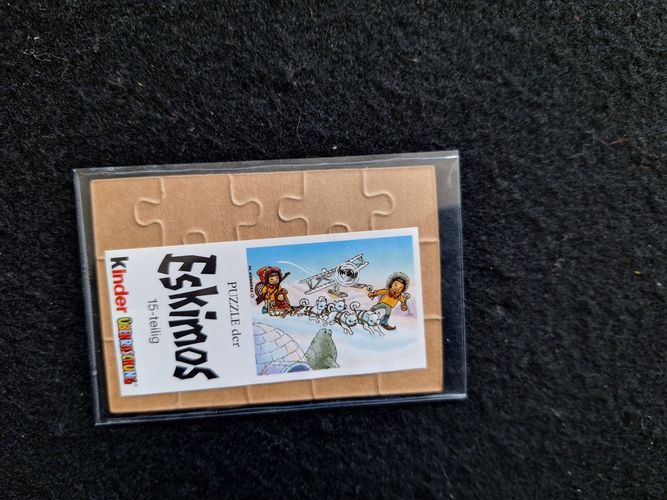 PUZZLE der
Eskimos
15-teilig
kinder ÜBERRASCHUNG